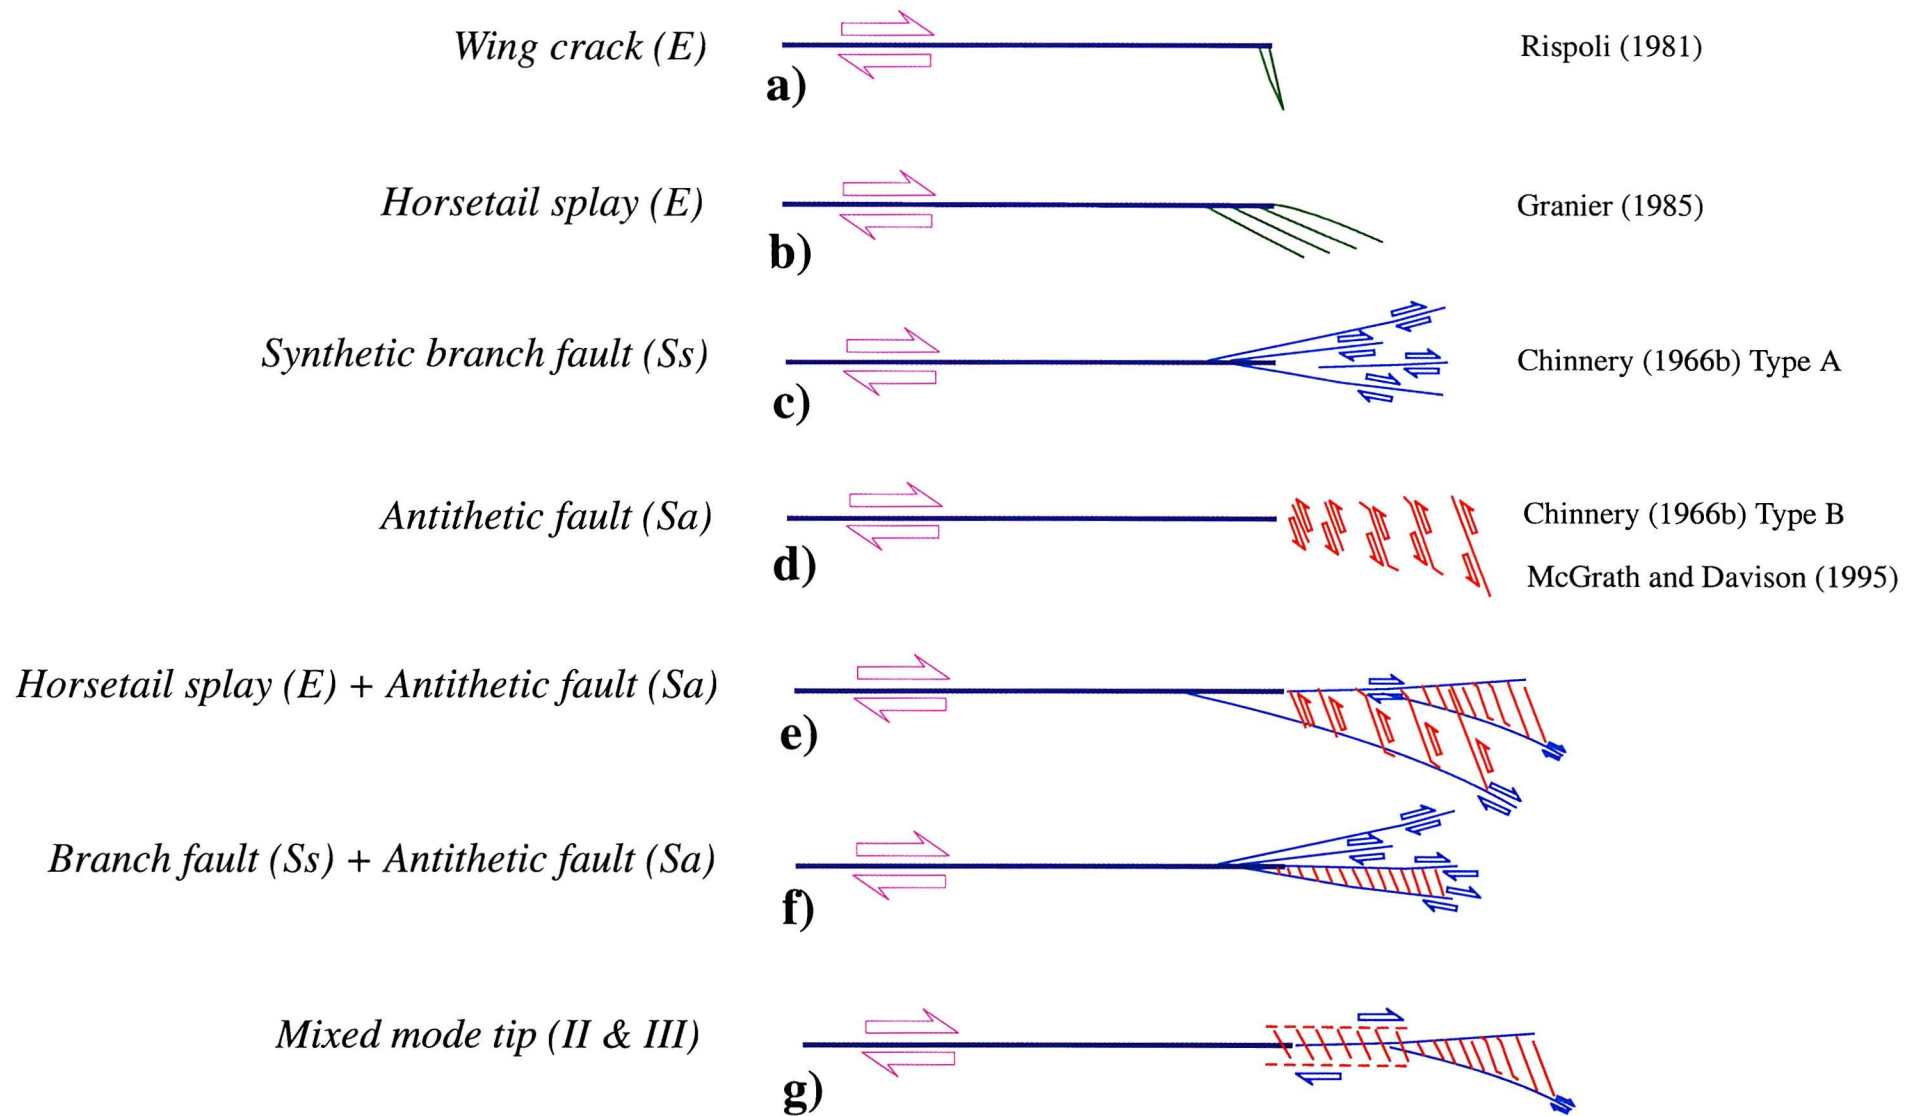 Wing crack (E)
a)
Rispoli (1981)
Horsetail splay (E)
b)
Granier (1985)
Synthetic branch fault (Ss)
c)
Chinnery (1966b) Type A
Antithetic fault (Sa)
d)
Chinnery (1966b) Type B
McGrath and Davison (1995)
Horsetail splay (E) + Antithetic fault (Sa)
e)
Branch fault (Ss) + Antithetic fault (Sa)
f)
Mixed mode tip (II & III)
g)